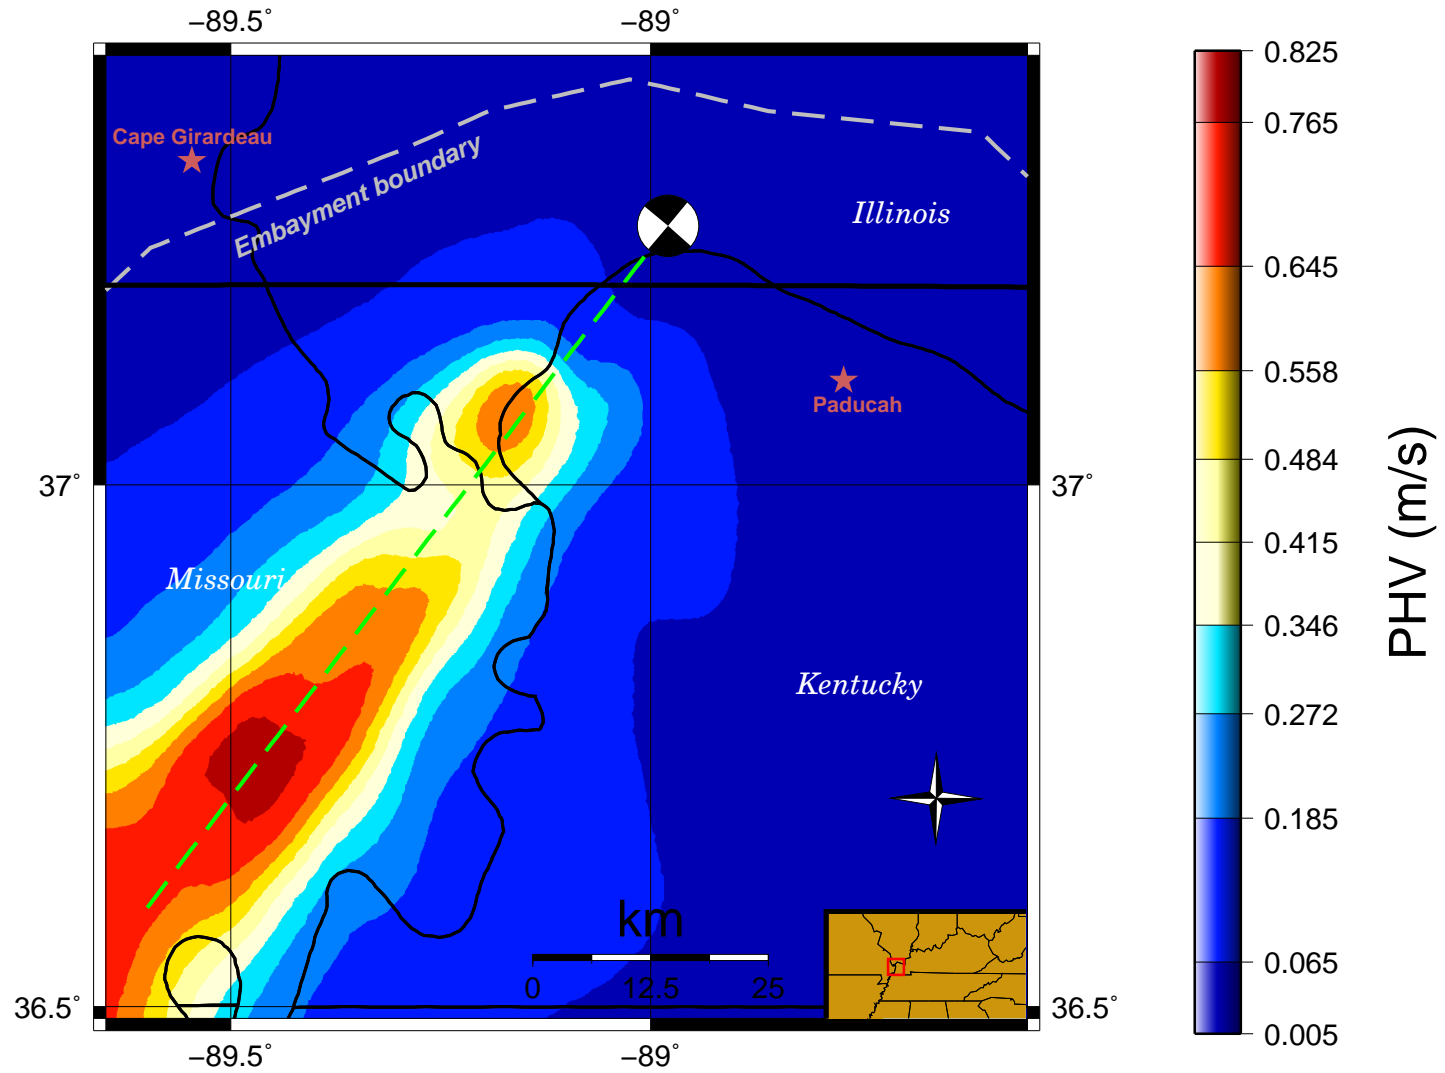 −89.5˚ −89˚
0.825
0.765
Cape Girardeau
Embayment boundary
Illinois
0.645
0.558
Paducah
0.484
37˚ 37˚
0.415
PHV (m/s)
Missouri
0.346
Kentucky
0.272
0.185
km
0.065
0 12.5 25
36.5˚ 36.5˚
0.005
−89.5˚ −89˚